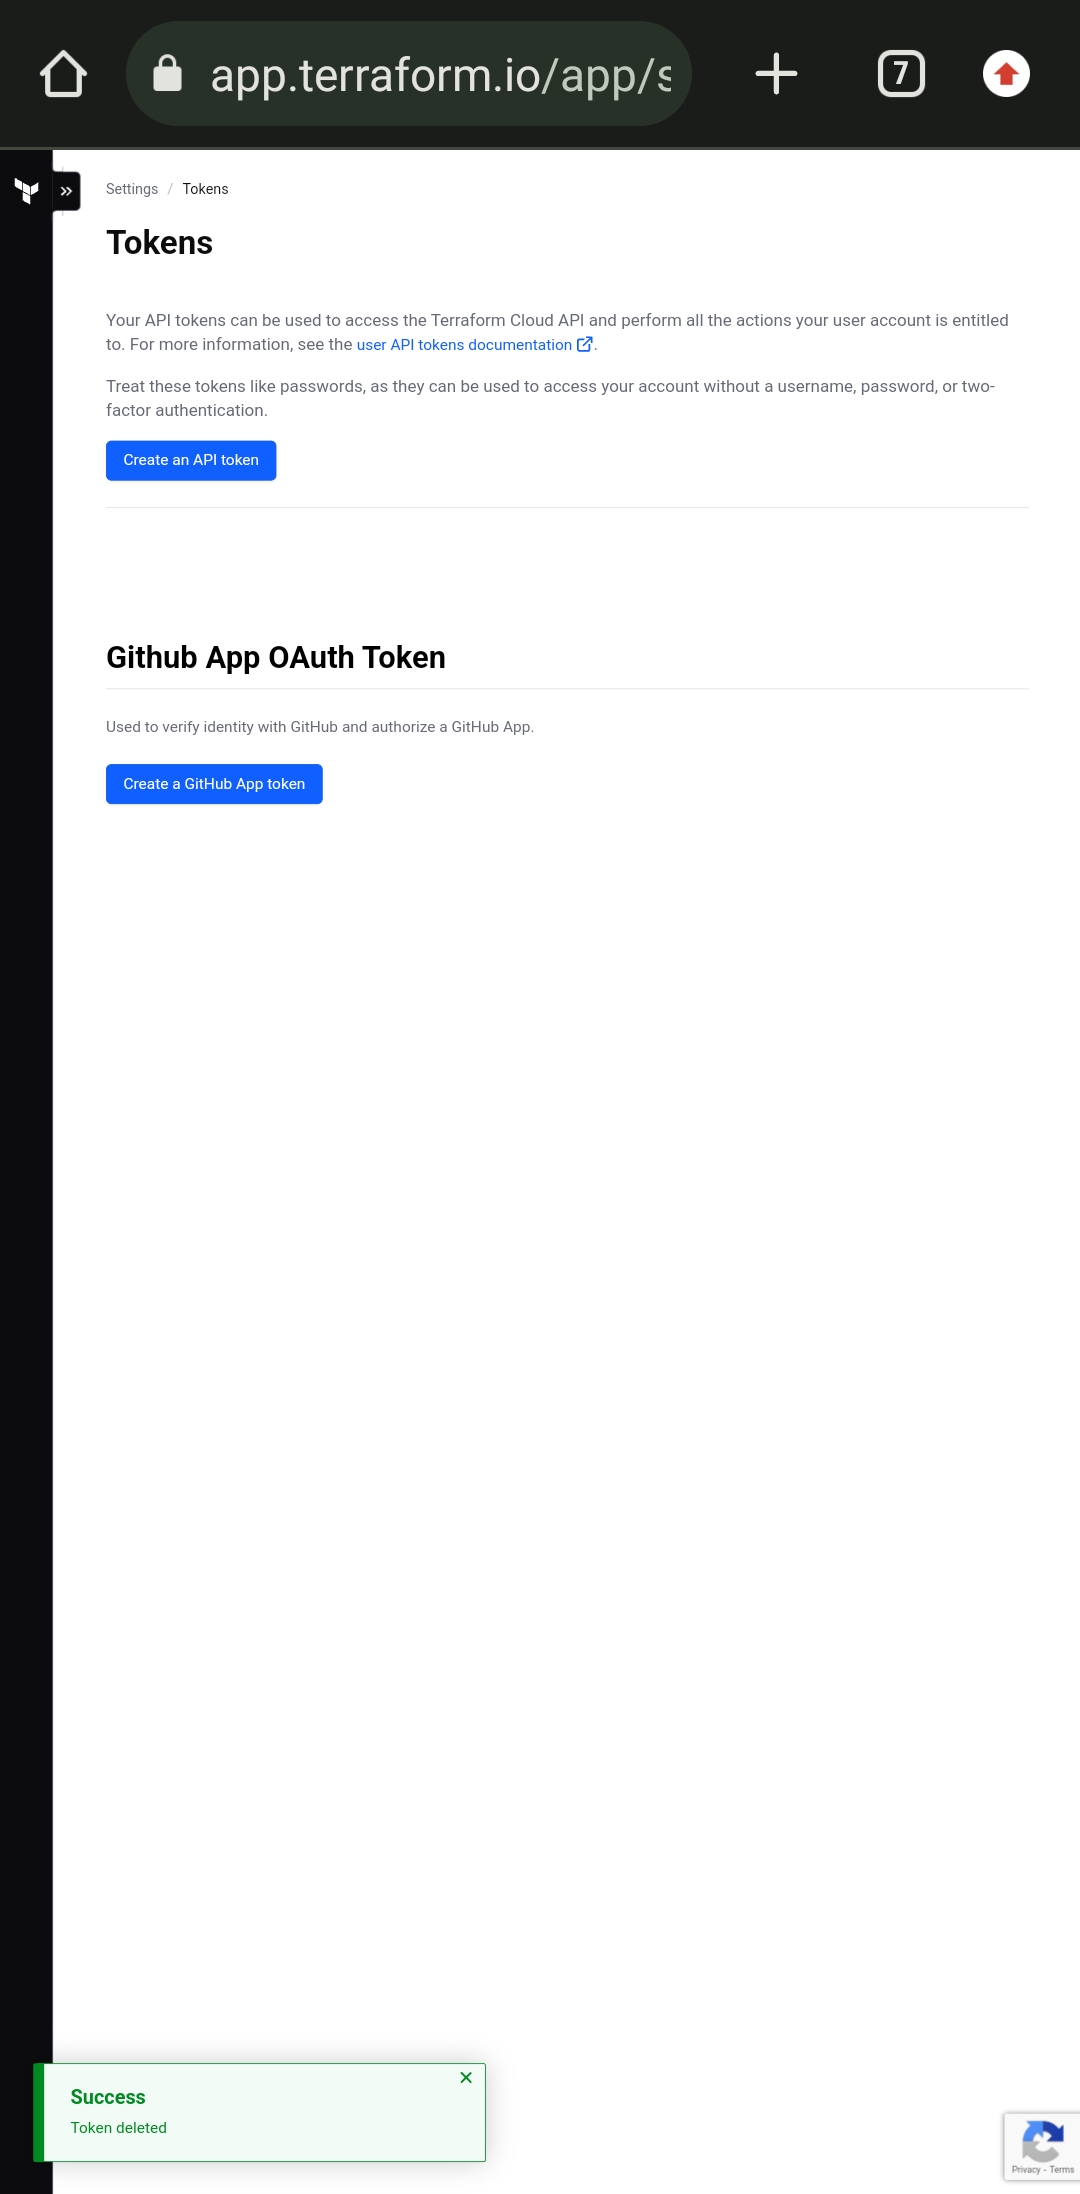 app.terraform.io/app/s
7
Settings / Tokens
Tokens
Your API tokens can be used to access the Terraform Cloud API and perform all the actions your user account is entitled
to. For more information, see the user API tokens documentation.
Treat these tokens like passwords, as they can be used to access your account without a username, password, or two-
factor authentication.
Create an API token
Github App OAuth Token
Used to verify identity with GitHub and authorize a GitHub App.
Create a GitHub App token
Success
Token deleted
Privacy - Terms